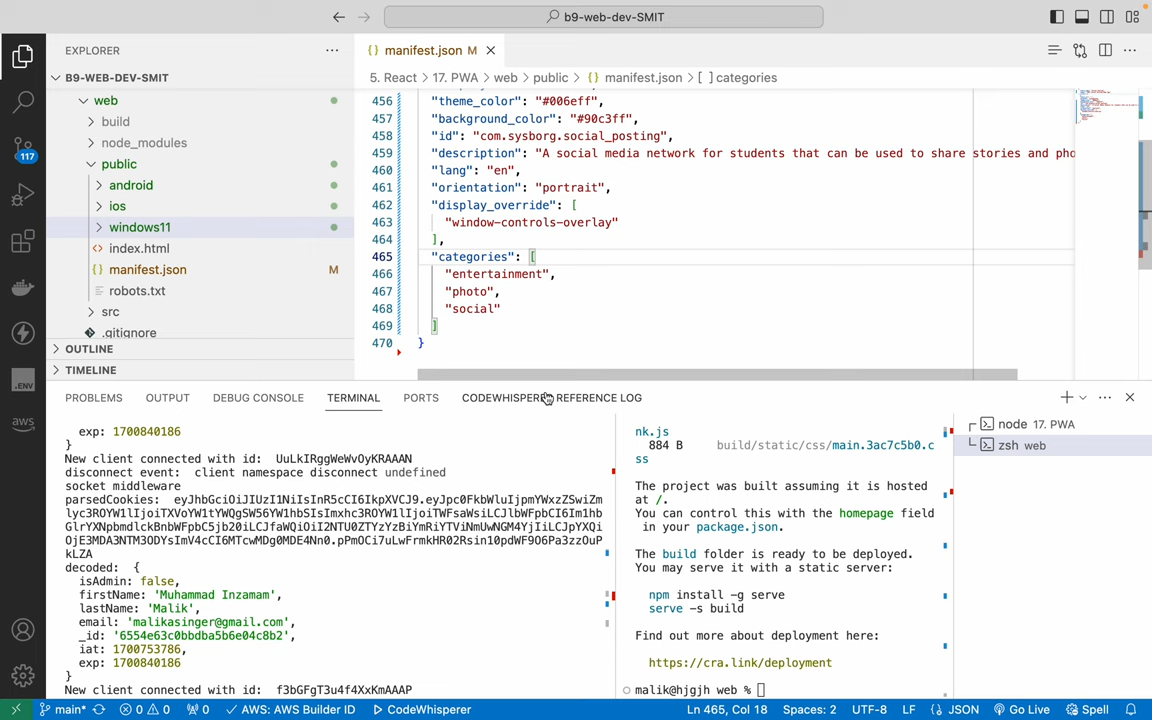 b9-web-dev-SMIT
EXPLORER
B9-WEB-DEV-SMIT
web
build
node_modules
public
android
ios
windows11
index.html
manifest.json M
robots.txt
src
.gitignore
OUTLINE
TIMELINE
117
.ENV
aws
manifest.json M
5. React > 17. PWA > web > public > {} manifest.json > [ ] categories
456 "theme_color": "#006eff",
457 "background_color": "#90c3ff",
458 "id": "com.sysborg.social_posting",
459 "description": "A social media network for students that can be used to share stories and pho
460 "lang": "en",
461 "orientation": "portrait",
462 "display_override": [
463 "window-controls-overlay"
464 ],
465 "categories": [
466 "entertainment",
467 "photo",
468 "social"
469 ]
470 }
PROBLEMS OUTPUT DEBUG CONSOLE TERMINAL PORTS CODEWHISPERER REFERENCE LOG
exp: 1700840186
}
New client connected with id: UuLkIRggWeWvOyKRAAAN
disconnect event: client namespace disconnect undefined
socket middleware
decoded: {
isAdmin: false,
firstName: 'Muhammad Inzamam',
lastName: 'Malik',
email: 'malikasinger@gmail.com',
_id: '6554e63c0bbdba5b6e04c8b2',
iat: 1700753786,
exp: 1700840186
}
New client connected with id: f3bGFgT3u4f4XxKmAAAP
nk.js
884 B build/static/css/main.3ac7c5b0.c
ss
The project was built assuming it is hosted
at /.
You can control this with the homepage field
in your package.json.
The build folder is ready to be deployed.
You may serve it with a static server:
npm install -g serve
serve -s build
Find out more about deployment here:
https://cra.link/deployment
malik@hjgjh web %
node 17. PWA
zsh web
main* 0 0 0 AWS: AWS Builder ID CodeWhisperer Ln 465, Col 18 Spaces: 2 UTF-8 LF {} JSON Go Live Spell